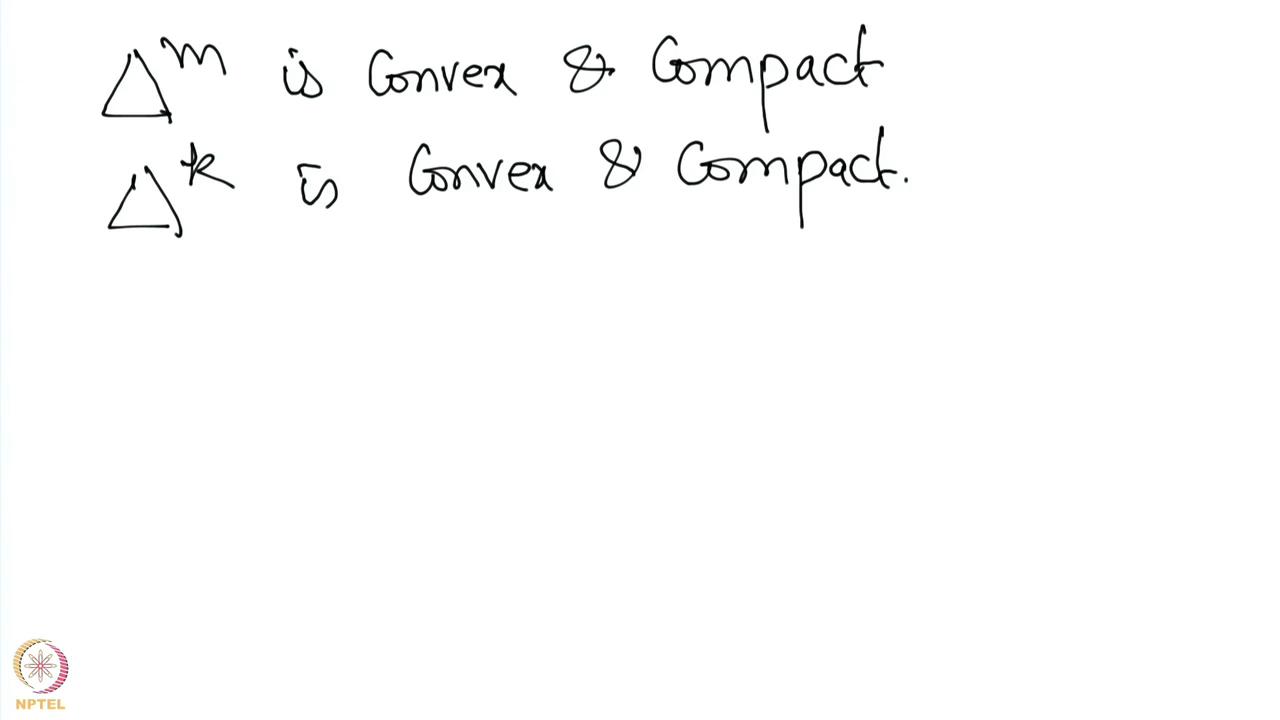 Δ^m is Convex & Compact
Δ^k is Convex & Compact.
NPTEL